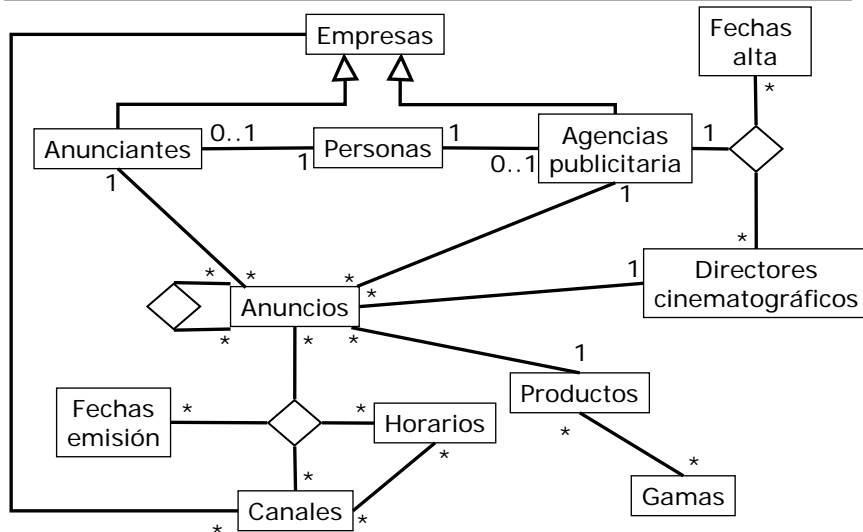 Empresas
Fechas
alta
*
0..1
1
Anunciantes
Personas
Agencias
publicitaria
1
1
0..1
1
1
*
Directores
cinematográficos
*
*
*
*
1
Anuncios
*
*
*
1
Fechas
emisión
*
*
Horarios
Productos
*
*
*
*
Canales
*
*
Gamas